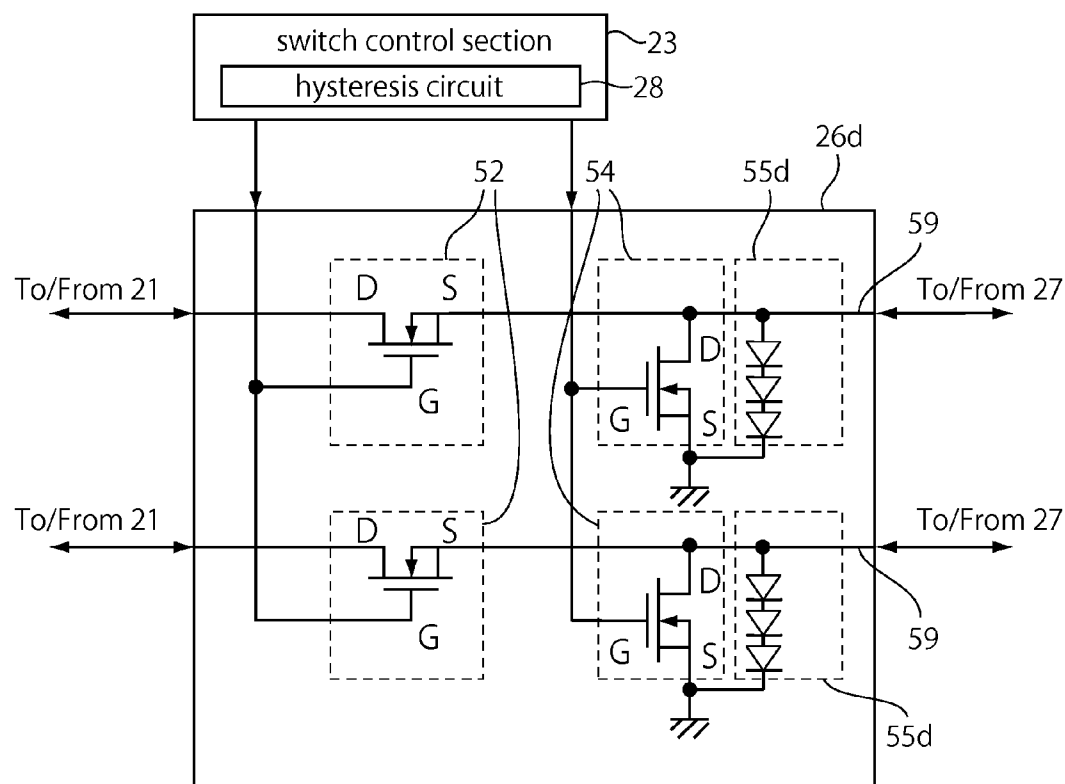 switch control section
23
hysteresis circuit
28
26d
52
54
55d
59
To/From 21
D S
To/From 27
D
G
G S
To/From 21
D S
To/From 27
D
G
G S
59
55d